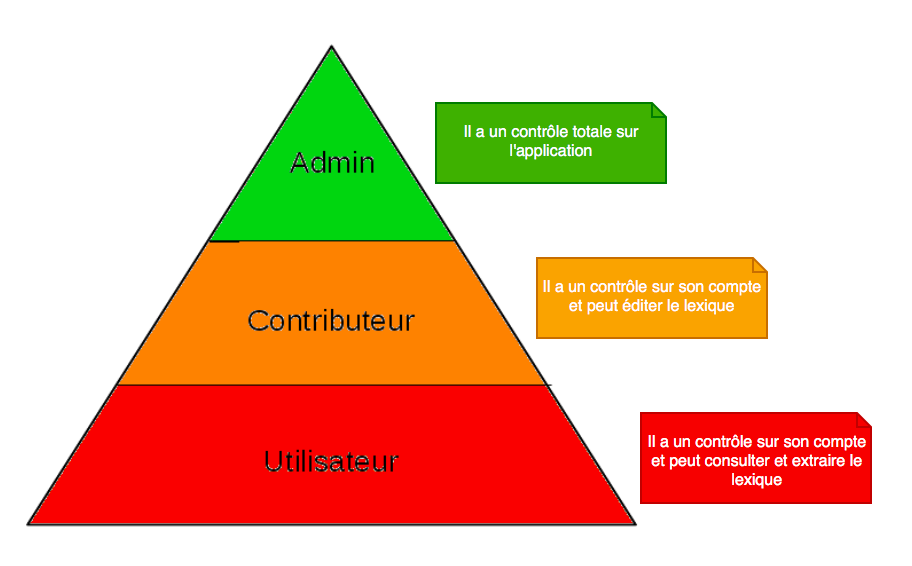 Admin
Il a un contrôle totale sur
l'application
Contributeur
Il a un contrôle sur son compte
et peut éditer le lexique
Utilisateur
Il a un contrôle sur son compte
et peut consulter et extraire le
lexique